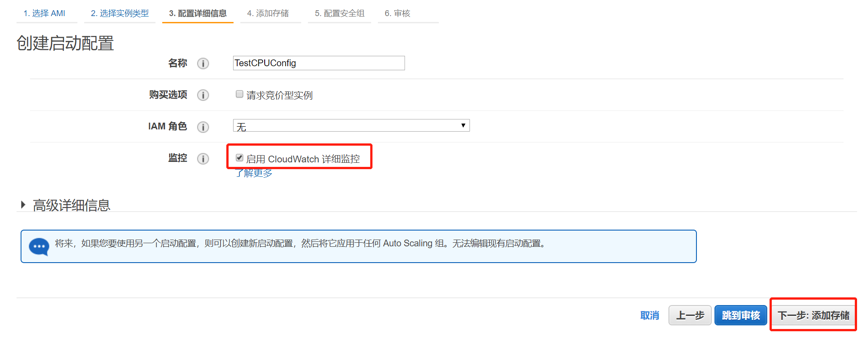 1. 选择 AMI 2. 选择实例类型 3. 配置详细信息 4. 添加存储 5. 配置安全组 6. 审核
创建启动配置
名称 i TestCPUConfig
购买选项 i 请求竞价型实例
IAM 角色 i 无
监控 i 启用 CloudWatch 详细监控
了解更多
高级详细信息
将来，如果您要使用另一个启动配置，则可以创建新启动配置，然后将它应用于任何 Auto Scaling 组。无法编辑现有启动配置。
取消 上一步 跳到审核 下一步: 添加存储